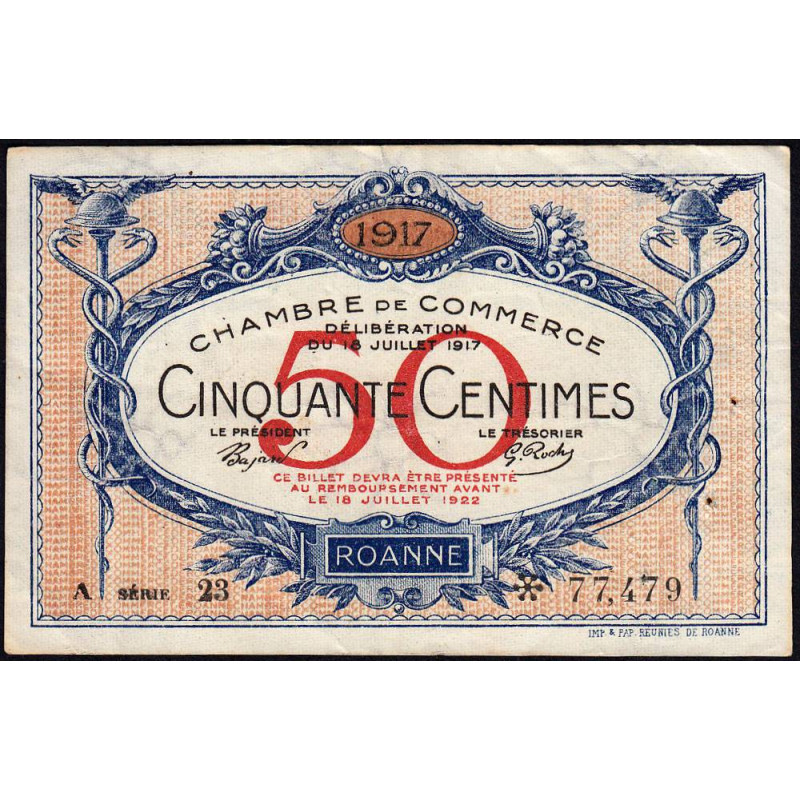 1917
CHAMBRE DE COMMERCE
DÉLIBÉRATION
DU 18 JUILLET 1917
50
CINQUANTE CENTIMES
LE PRÉSIDENT LE TRÉSORIER
Bajard G. Roche
CE BILLET DEVRA ÊTRE PRÉSENTÉ
AU REMBOURSEMENT AVANT
LE 18 JUILLET 1922
ROANNE
A SÉRIE 23 * 77,479
IMP. & PAP. RÉUNIES DE ROANNE